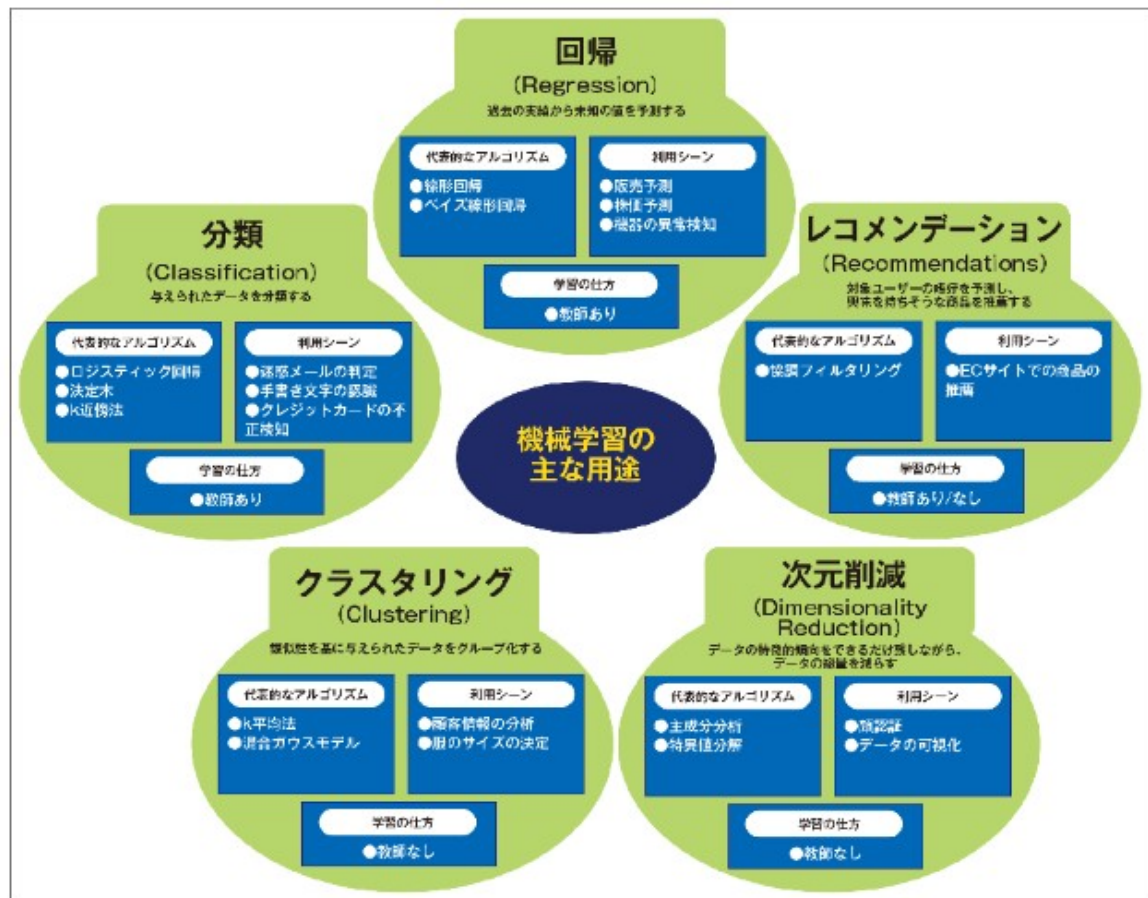 回帰
(Regression)
過去の実績から未知の値を予測する
代表的なアルゴリズム
●線形回帰
●ベイズ線形回帰
利用シーン
●販売予測
●株価予測
●機器の異常検知
学習の仕方
●教師あり
分類
(Classification)
与えられたデータを分類する
代表的なアルゴリズム
●ロジスティック回帰
●決定木
●k近傍法
利用シーン
●迷惑メールの判定
●手書き文字の認識
●クレジットカードの不
正検知
学習の仕方
●教師あり
レコメンデーション
(Recommendations)
対象ユーザーの嗜好を予測し、
興味を持ちそうな商品を推薦する
代表的なアルゴリズム
●協調フィルタリング
利用シーン
●ECサイトでの商品の
推薦
学習の仕方
●教師あり/なし
機械学習の
主な用途
クラスタリング
(Clustering)
類似性を基に与えられたデータをグループ化する
代表的なアルゴリズム
●k平均法
●混合ガウスモデル
利用シーン
●顧客情報の分析
●服のサイズの決定
学習の仕方
●教師なし
次元削減
(Dimensionality
Reduction)
データの特徴的傾向をできるだけ残しながら、
データの総量を減らす
代表的なアルゴリズム
●主成分分析
●特異値分解
利用シーン
●顔認証
●データの可視化
学習の仕方
●教師なし